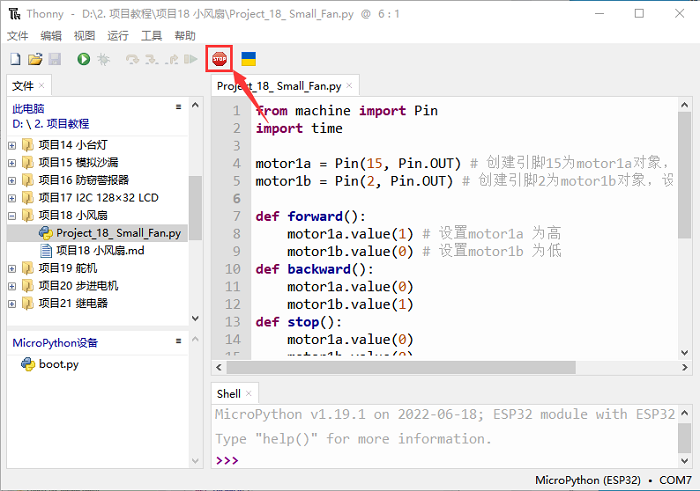 Thonny - D:\2. 项目教程\项目18 小风扇\Project_18_ Small_Fan.py @ 6 : 1
文件 编辑 视图 运行 工具 帮助
STOP
文件
此电脑
D: \ 2. 项目教程
项目14 小台灯
项目15 模拟沙漏
项目16 防窃警报器
项目17 I2C 128×32 LCD
项目18 小风扇
Project_18_ Small_Fan.py
项目18 小风扇.md
项目19 舵机
项目20 步进电机
项目21 继电器
MicroPython设备
boot.py
Project_18_ Small_Fan.py
1 from machine import Pin
2 import time
3
4 motor1a = Pin(15, Pin.OUT) # 创建引脚15为motor1a对象,
5 motor1b = Pin(2, Pin.OUT) # 创建引脚2为motor1b对象, 设
6
7 def forward():
8 motor1a.value(1) # 设置motor1a 为高
9 motor1b.value(0) # 设置motor1b 为低
10 def backward():
11 motor1a.value(0)
12 motor1b.value(1)
13 def stop():
14 motor1a.value(0)
15 motor1b.value(0)
Shell
MicroPython v1.19.1 on 2022-06-18; ESP32 module with ESP32
Type "help()" for more information.
>>>
MicroPython (ESP32) • COM7